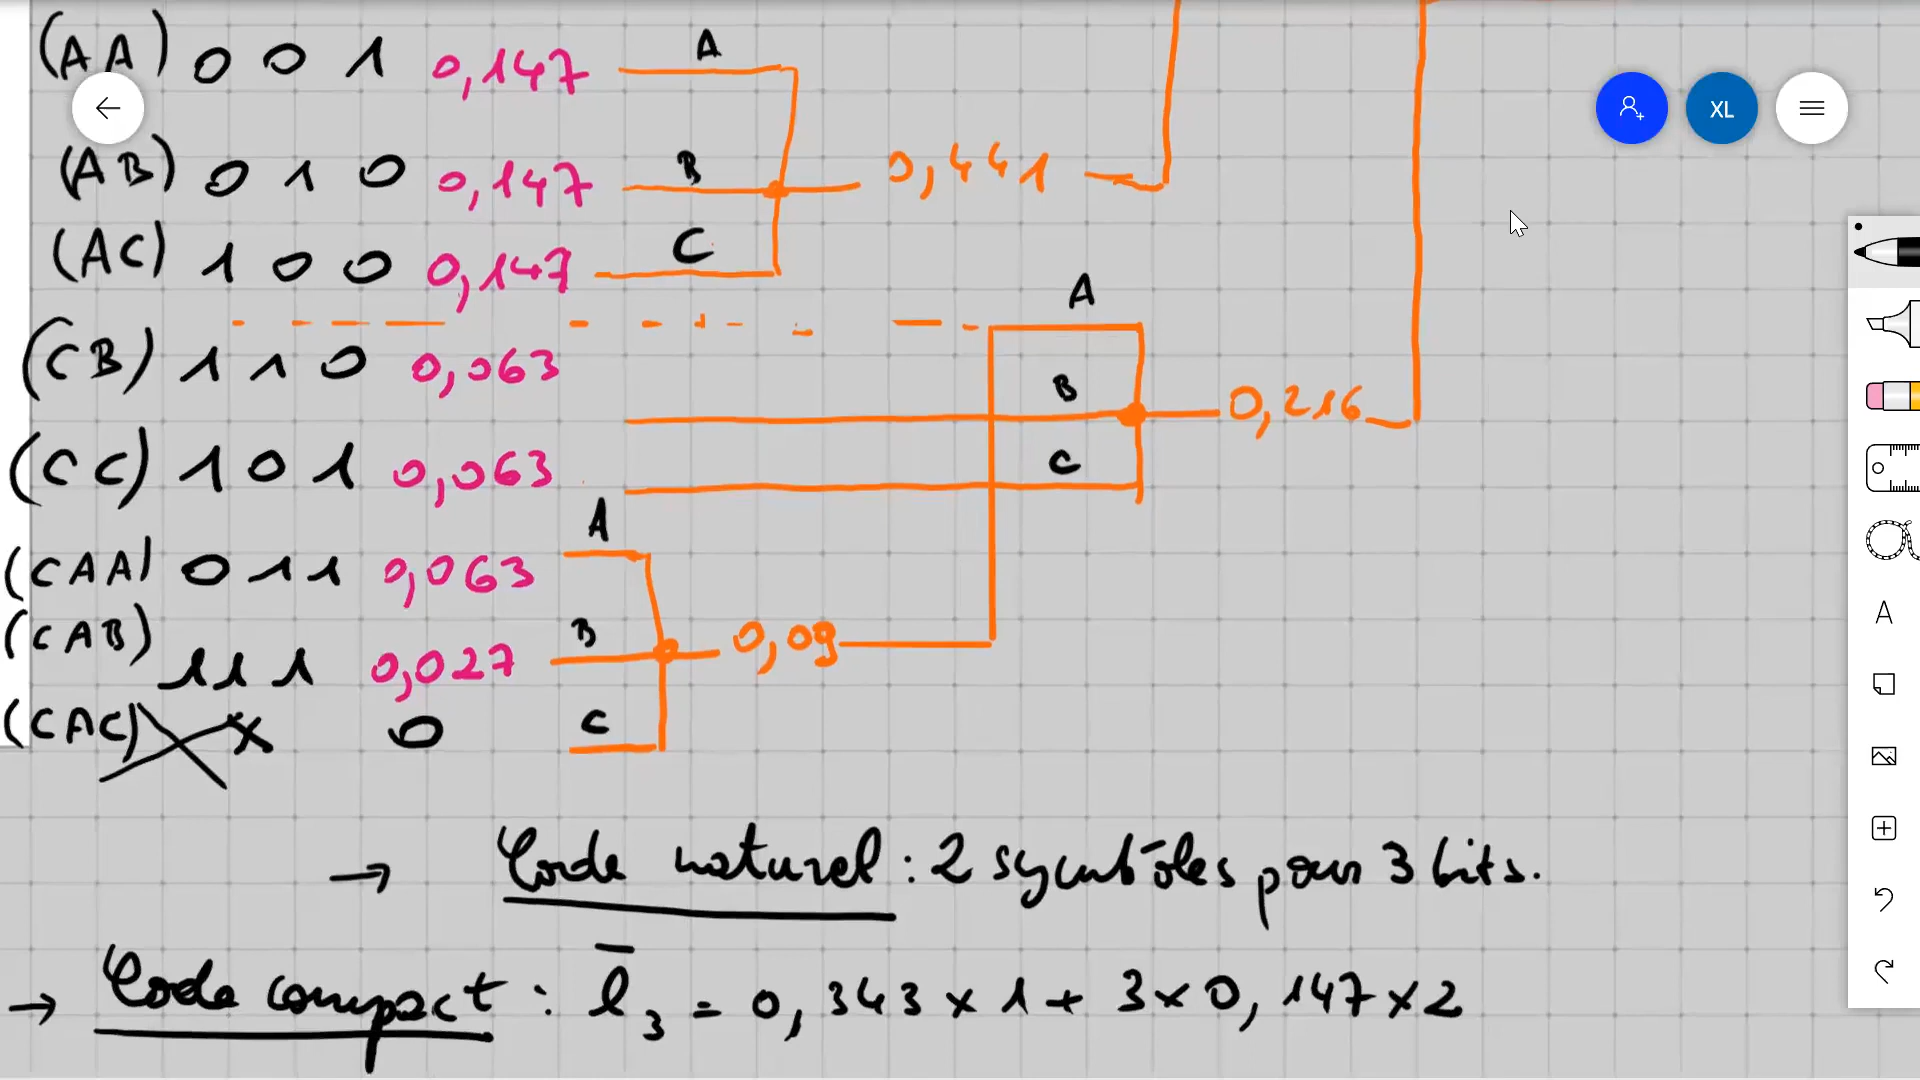 (AA) 0 0 1 0,147 A
(AB) 0 1 0 0,147 B 0,441
(AC) 1 0 0 0,147 C
A
(CB) 1 1 0 0,063 B 0,216
(CC) 1 0 1 0,063 C
(CAA) 0 1 1 0,063 A
(CAB) 1 1 1 0,027 B 0,09
(CAC) x 0 C
→ Code naturel : 2 symbôles pour 3 bits.
→ Code compact : l̅3 = 0,343 x 1 + 3 x 0,147 x 2
XL
A